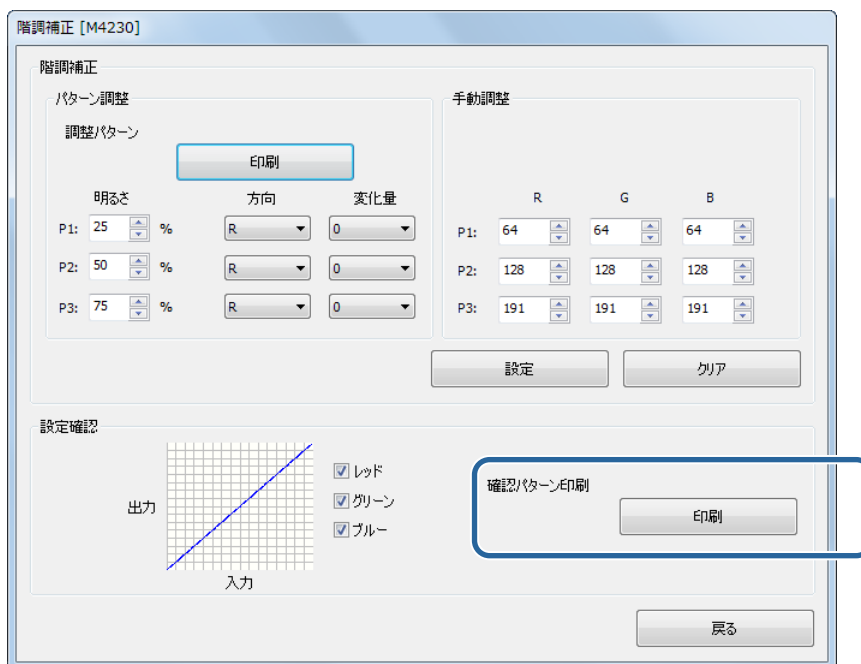 階調補正 [M4230]
階調補正
パターン調整
調整パターン
印刷
明るさ 方向 変化量
P1: 25 % R 0
P2: 50 % R 0
P3: 75 % R 0
手動調整
R G B
P1: 64 64 64
P2: 128 128 128
P3: 191 191 191
設定 クリア
設定確認
出力
入力
レッド
グリーン
ブルー
確認パターン印刷
印刷
戻る